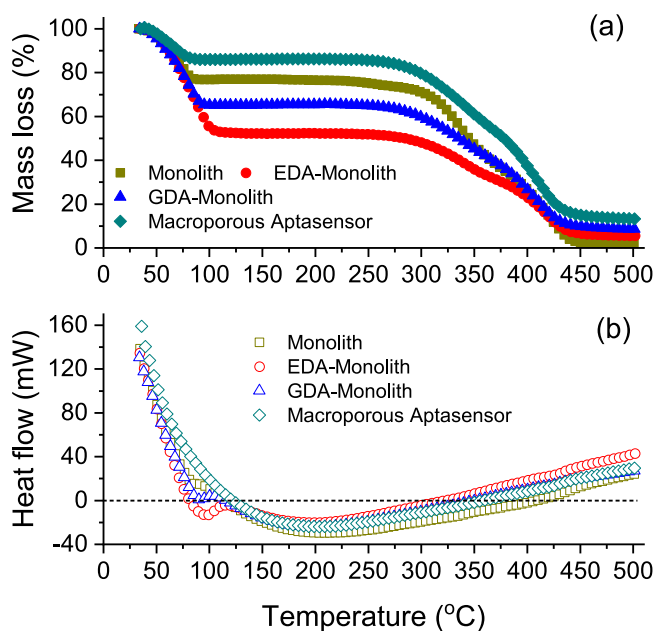 (a)
Mass loss (%)
100
80
60
40
20
0
Monolith
EDA-Monolith
GDA-Monolith
Macroporous Aptasensor
0 50 100 150 200 250 300 350 400 450 500
(b)
Heat flow (mW)
160
120
80
40
0
-40
Monolith
EDA-Monolith
GDA-Monolith
Macroporous Aptasensor
0 50 100 150 200 250 300 350 400 450 500
Temperature (°C)